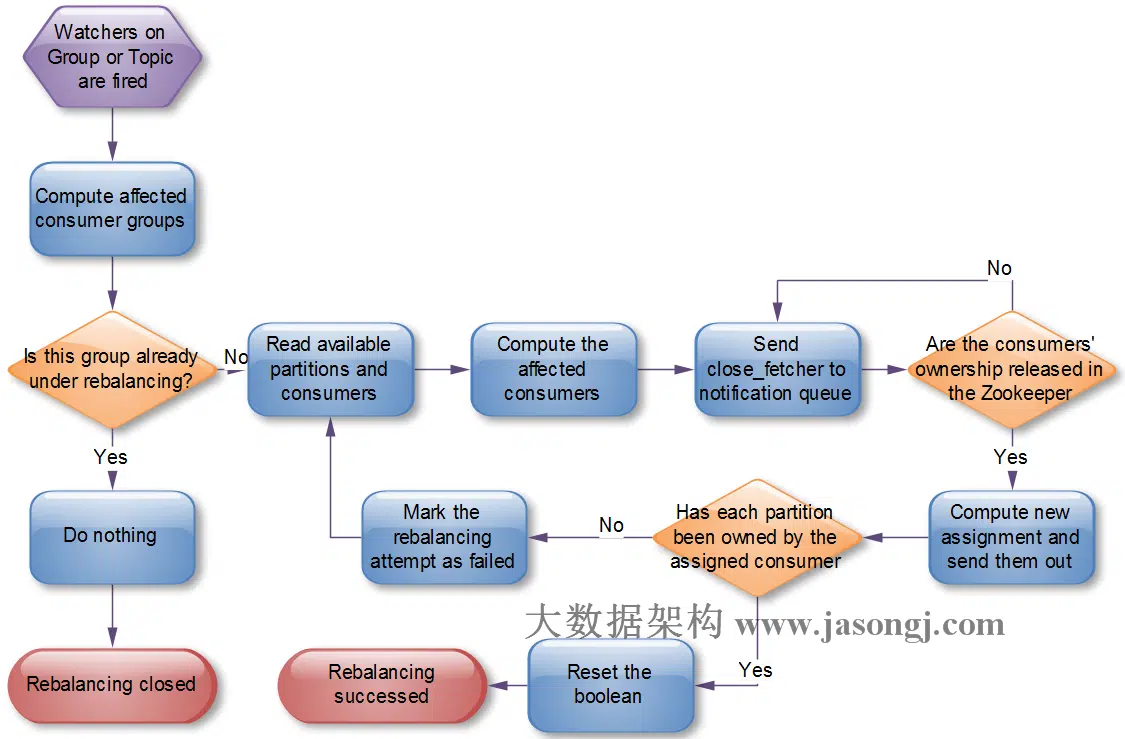 Watchers on
Group or Topic
are fired
Compute affected
consumer groups
Is this group already
under rebalancing?
No
Read available
partitions and
consumers
Compute the
affected
consumers
Send
close_fetcher to
notification queue
No
Are the consumers'
ownership released in
the Zookeeper
Yes
Yes
Do nothing
Mark the
rebalancing
attempt as failed
No
Has each partition
been owned by the
assigned consumer
Compute new
assignment and
send them out
大数据架构 www.jasongj.com
Rebalancing closed
Rebalancing
successed
Reset the
boolean
Yes